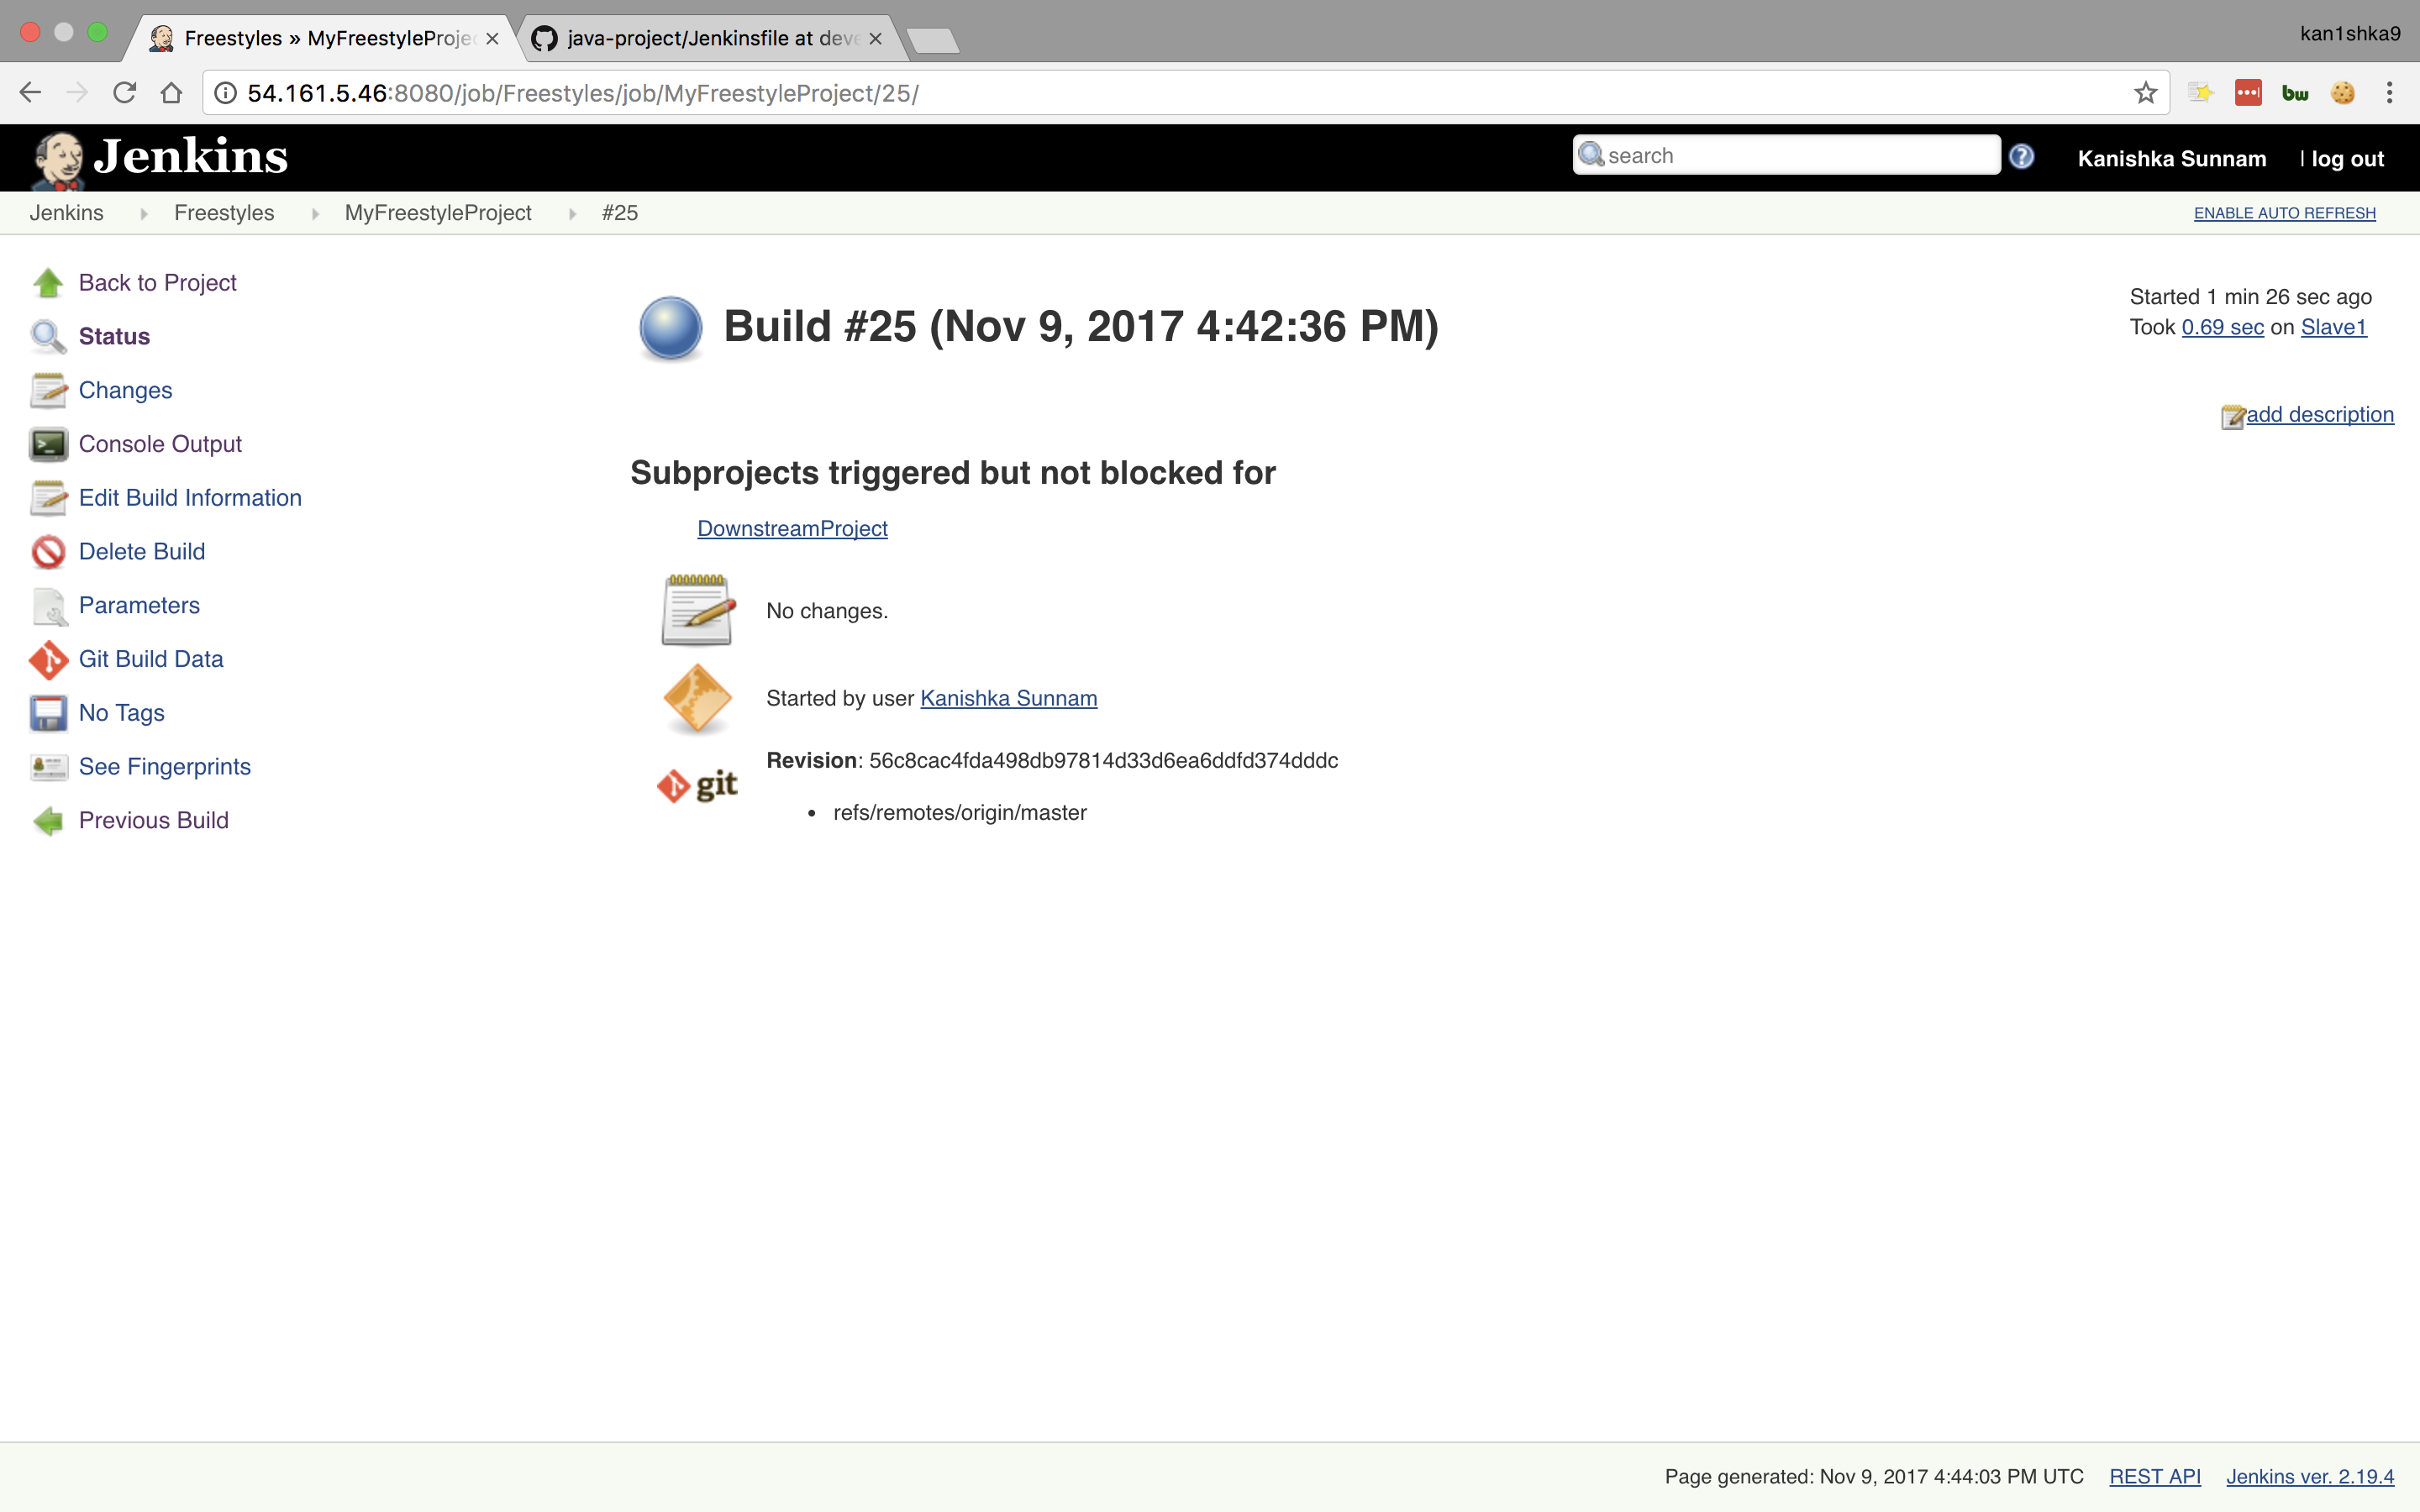 Freestyles » MyFreestyleProje
java-project/Jenkinsfile at deve
kan1shka9
54.161.5.46:8080/job/Freestyles/job/MyFreestyleProject/25/
bw
Jenkins
search
Kanishka Sunnam
| log out
Jenkins
Freestyles
MyFreestyleProject
#25
ENABLE AUTO REFRESH
Back to Project
Status
Changes
Console Output
Edit Build Information
Delete Build
Parameters
Git Build Data
No Tags
See Fingerprints
Previous Build
Build #25 (Nov 9, 2017 4:42:36 PM)
Started 1 min 26 sec ago
Took 0.69 sec on Slave1
add description
Subprojects triggered but not blocked for
DownstreamProject
No changes.
Started by user Kanishka Sunnam
git
Revision: 56c8cac4fda498db97814d33d6ea6ddfd374dddc
• refs/remotes/origin/master
Page generated: Nov 9, 2017 4:44:03 PM UTC
REST API
Jenkins ver. 2.19.4